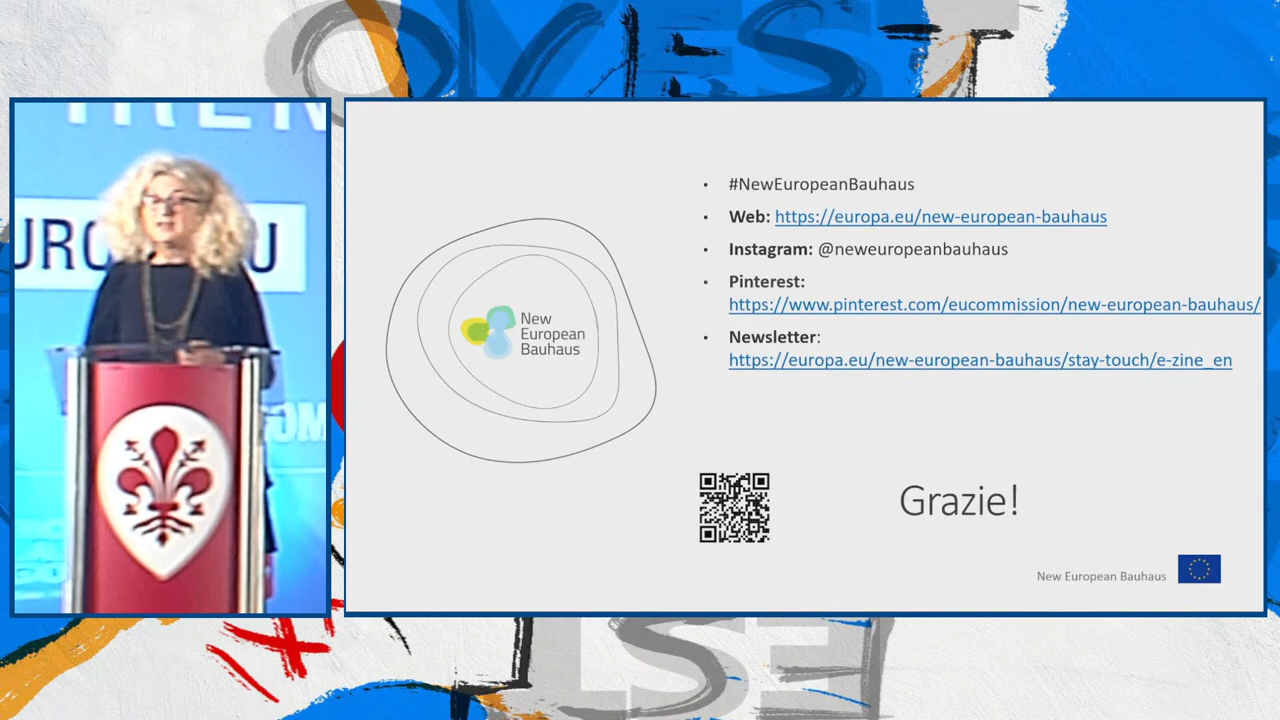 OVEST
#NewEuropeanBauhaus
Web: https://europa.eu/new-european-bauhaus
Instagram: @neweuropeanbauhaus
Pinterest:
https://www.pinterest.com/eucommission/new-european-bauhaus/
Newsletter:
https://europa.eu/new-european-bauhaus/stay-touch/e-zine_en
New
European
Bauhaus
Grazie!
New European Bauhaus